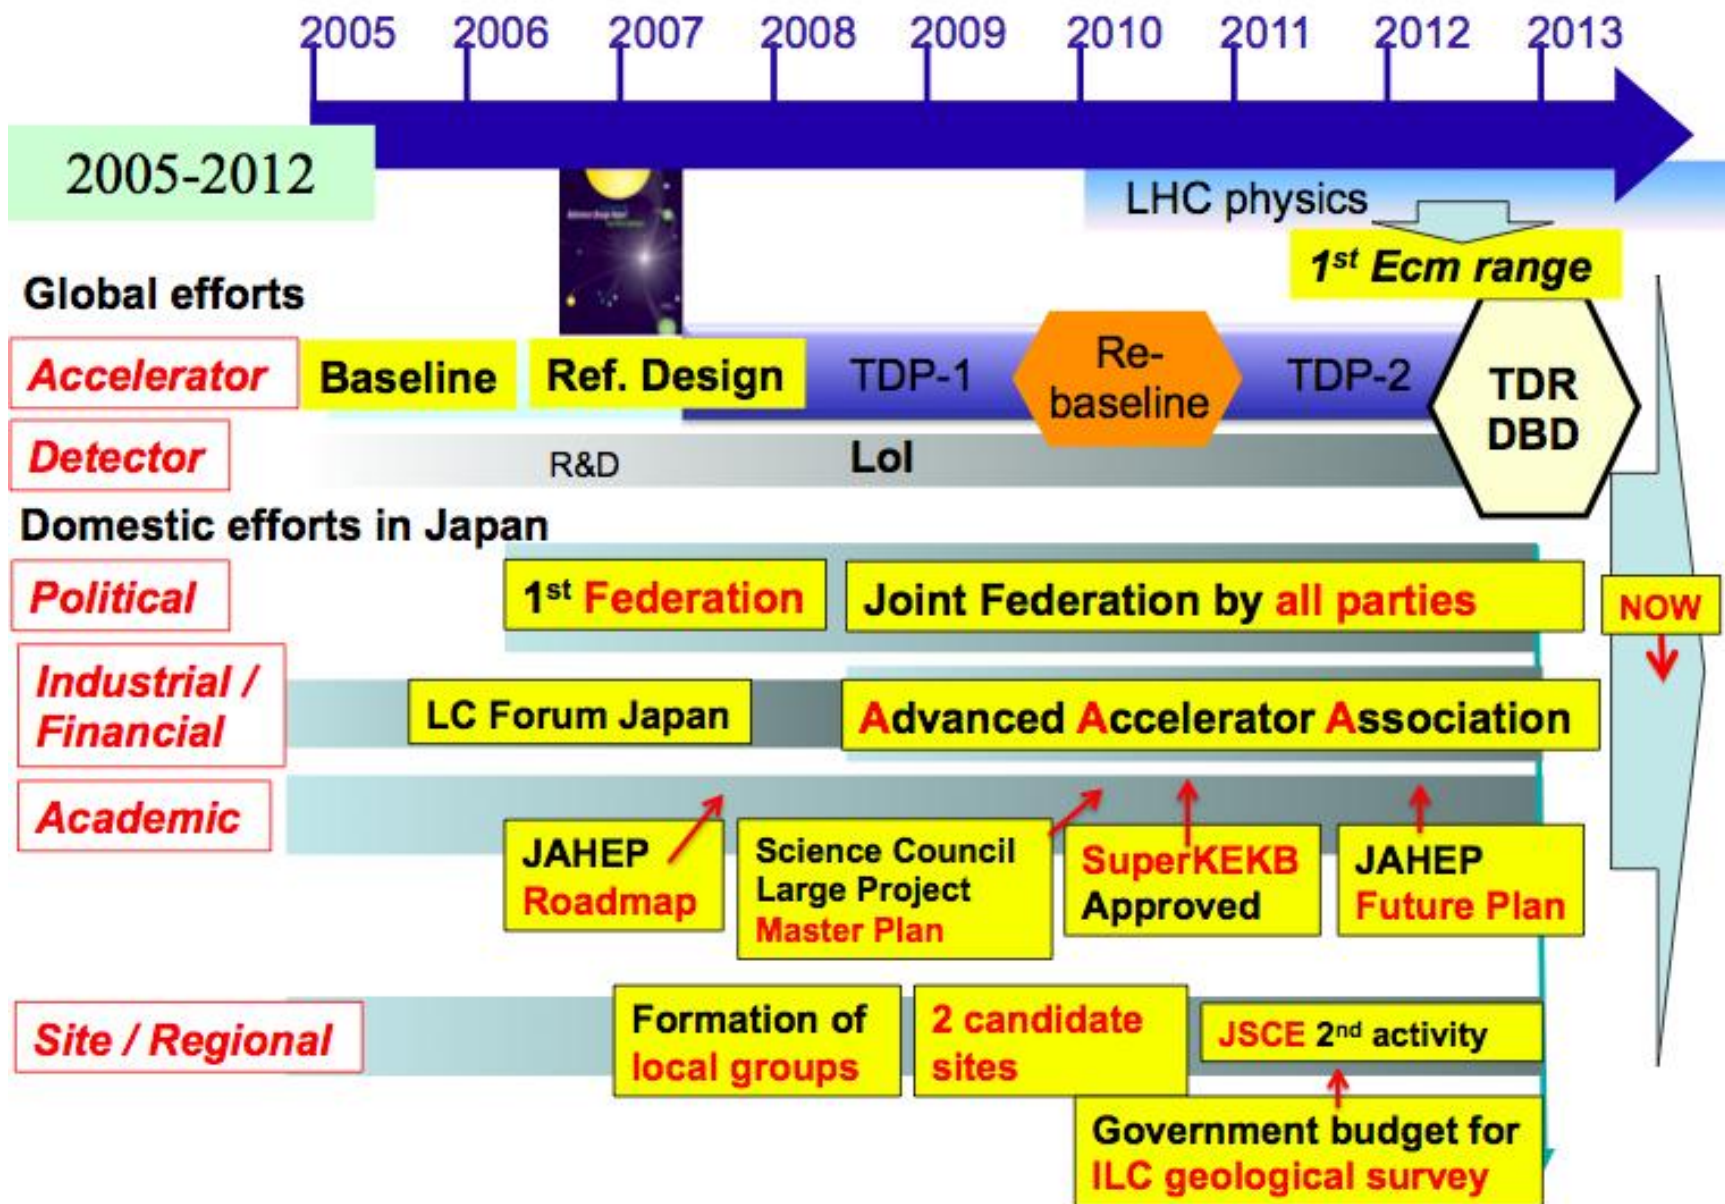 2005 2006 2007 2008 2009 2010 2011 2012 2013
2005-2012
LHC physics
1st Ecm range
Global efforts
Accelerator
Baseline
Ref. Design
TDP-1
Re-
baseline
TDP-2
TDR
DBD
Detector
R&D
LoI
Domestic efforts in Japan
Political
1st Federation
Joint Federation by all parties
NOW
Industrial /
Financial
LC Forum Japan
Advanced Accelerator Association
Academic
JAHEP
Roadmap
Science Council
Large Project
Master Plan
SuperKEKB
Approved
JAHEP
Future Plan
Site / Regional
Formation of
local groups
2 candidate
sites
JSCE 2nd activity
Government budget for
ILC geological survey